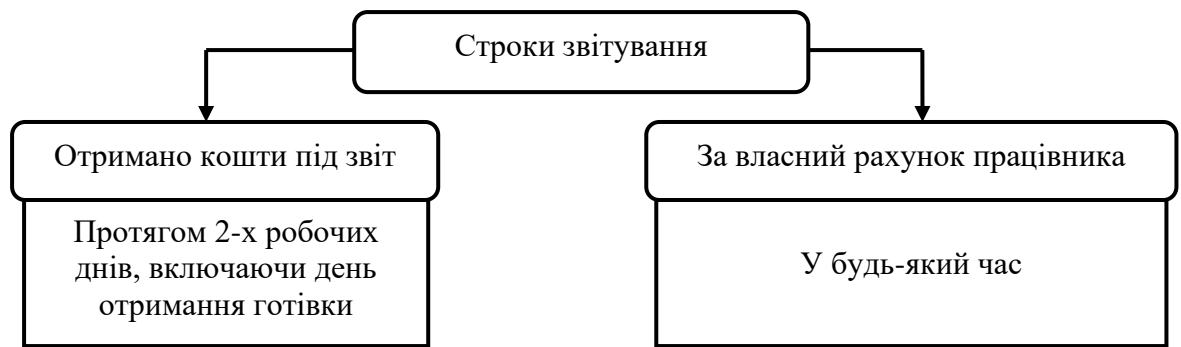 Строки звітування
Отримано кошти під звіт
За власний рахунок працівника
Протягом 2-х робочих
днів, включаючи день
отримання готівки
У будь-який час